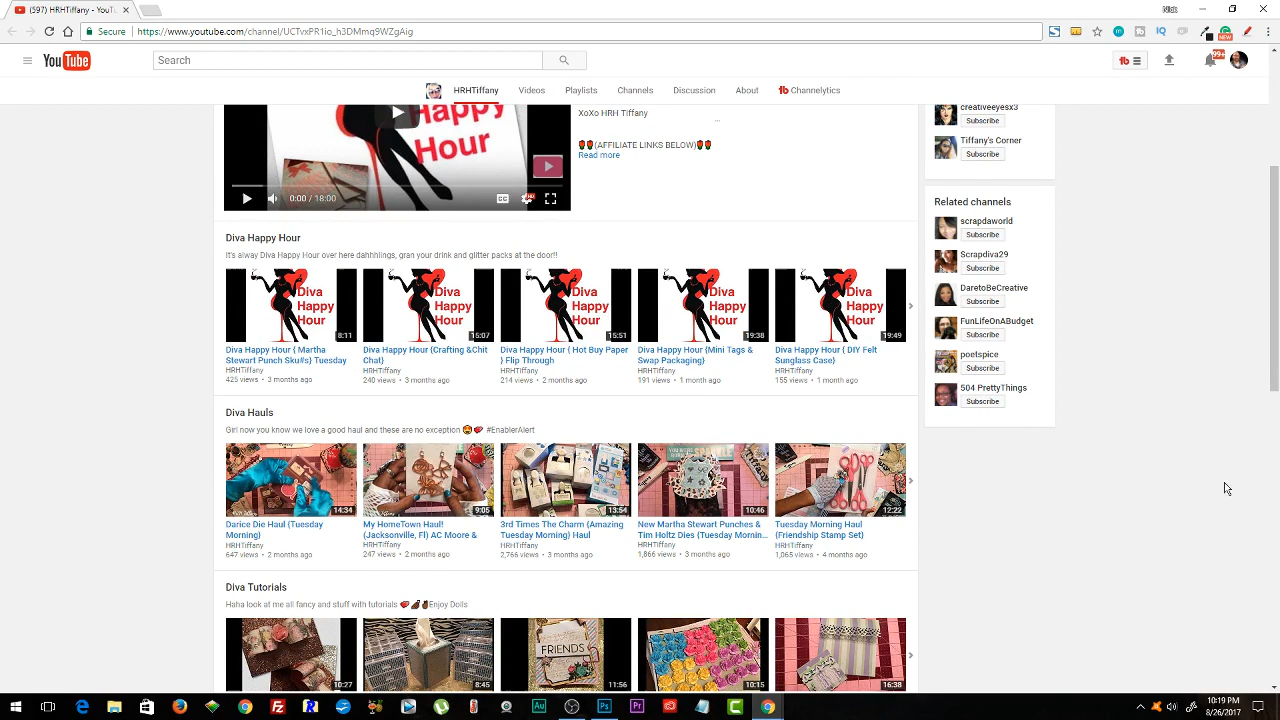 (597) HRHTiffany - YouTu
Nick
Secure
https://www.youtube.com/channel/UCTvxPR1io_h3DMmq9WZgAig
NEW
YouTube
Search
99+
HRHTiffany
Videos
Playlists
Channels
Discussion
About
Channelytics
Happy
Hour
0:00 / 18:00
CC
HD
XoXo HRH Tiffany
...
(AFFILIATE LINKS BELOW)
Read more
creativeeyesx3
Subscribe
Tiffany's Corner
Subscribe
Related channels
scrapdaworld
Subscribe
Scrapdiva29
Subscribe
DaretoBeCreative
Subscribe
FunLifeOnABudget
Subscribe
poetspice
Subscribe
504 PrettyThings
Subscribe
Diva Happy Hour
It's alway Diva Happy Hour over here dahhhlings, gran your drink and glitter packs at the door!!
Diva
Happy
Hour
8:11
Diva Happy Hour { Martha
Stewart Punch Sku#s} Tuesday
HRHTiffany
425 views • 3 months ago
Diva
Happy
Hour
15:07
Diva Happy Hour {Crafting &Chit
Chat}
HRHTiffany
240 views • 3 months ago
Diva
Happy
Hour
15:51
Diva Happy Hour { Hot Buy Paper
} Flip Through
HRHTiffany
214 views • 2 months ago
Diva
Happy
Hour
19:38
Diva Happy Hour {Mini Tags &
Swap Packaging}
HRHTiffany
191 views • 1 month ago
Diva
Happy
Hour
19:49
Diva Happy Hour { DIY Felt
Sunglass Case}
HRHTiffany
155 views • 1 month ago
Diva Hauls
Girl now you know we love a good haul and these are no exception 😍💋 #EnablerAlert
14:34
Darice Die Haul {Tuesday
Morning}
HRHTiffany
647 views • 2 months ago
9:05
My HomeTown Haul!
{Jacksonville, Fl} AC Moore &
HRHTiffany
247 views • 2 months ago
13:54
3rd Times The Charm {Amazing
Tuesday Morning} Haul
HRHTiffany
2,766 views • 3 months ago
10:46
New Martha Stewart Punches &
Tim Holtz Dies {Tuesday Mornin...
HRHTiffany
1,866 views • 3 months ago
12:22
Tuesday Morning Haul
{Friendship Stamp Set}
HRHTiffany
1,065 views • 4 months ago
Diva Tutorials
Haha look at me all fancy and stuff with tutorials 💋💅🏾 Enjoy Dolls
10:27
8:45
FRIENDS
11:56
10:15
16:38
Au
Ps
Pr
10:19 PM
8/26/2017